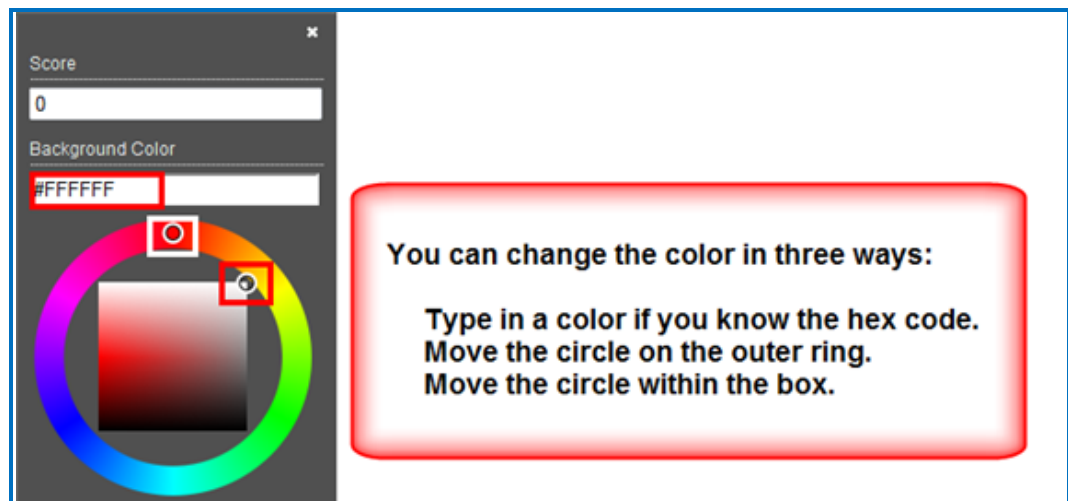 Score
0
Background Color
#FFFFFF
You can change the color in three ways:
Type in a color if you know the hex code.
Move the circle on the outer ring.
Move the circle within the box.